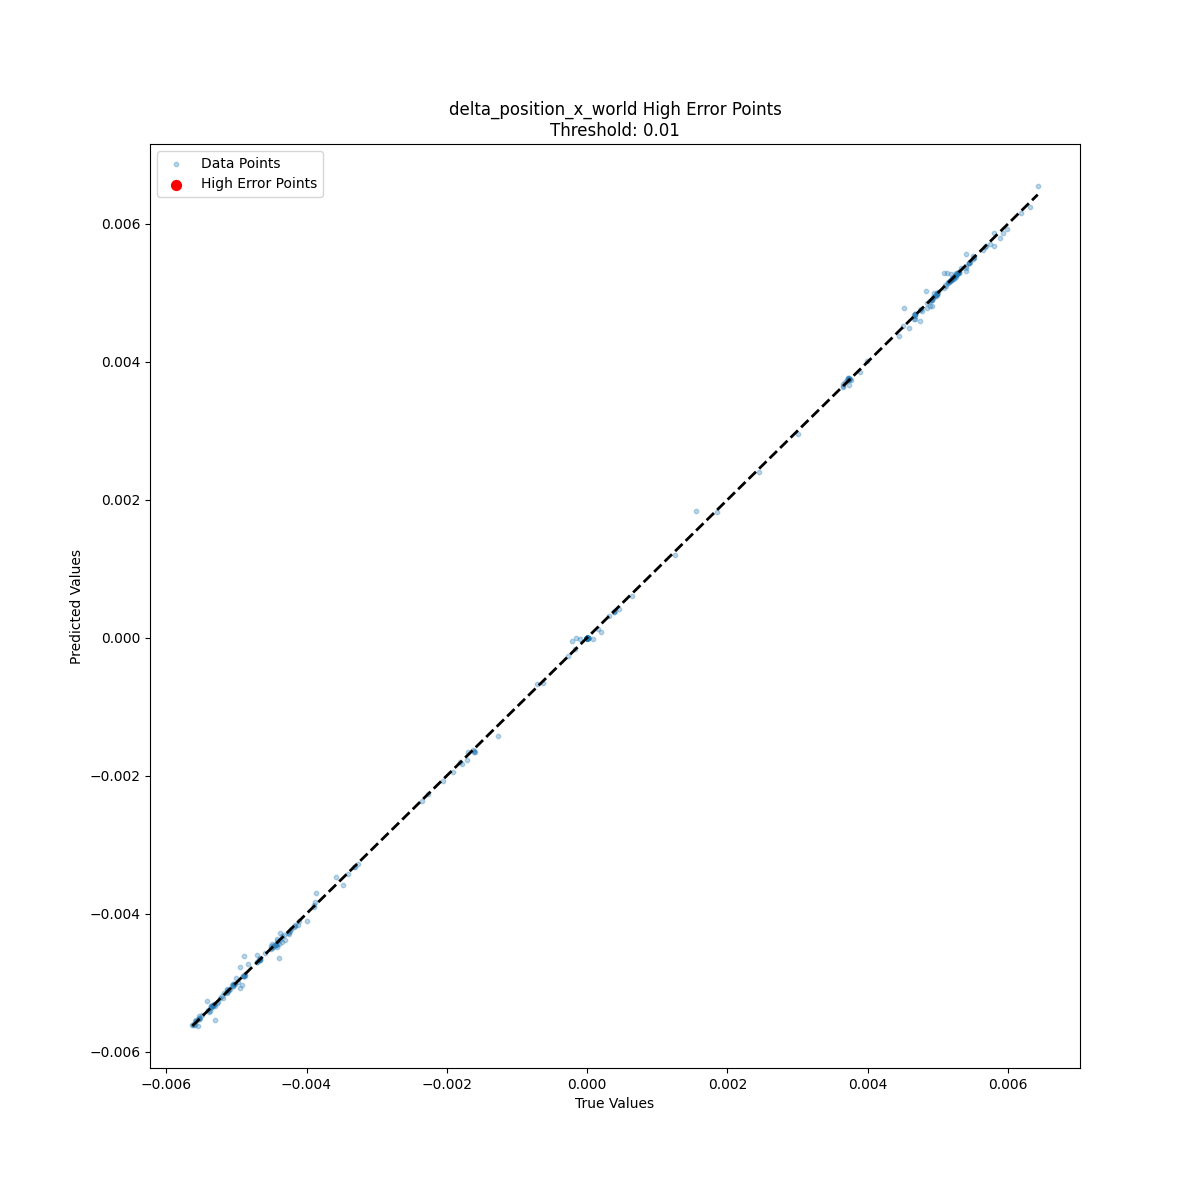 delta_position_x_world High Error Points
Threshold: 0.01
Data Points
High Error Points
0.006
0.004
0.002
0.000
−0.002
−0.004
−0.006
Predicted Values
−0.006 −0.004 −0.002 0.000 0.002 0.004 0.006
True Values